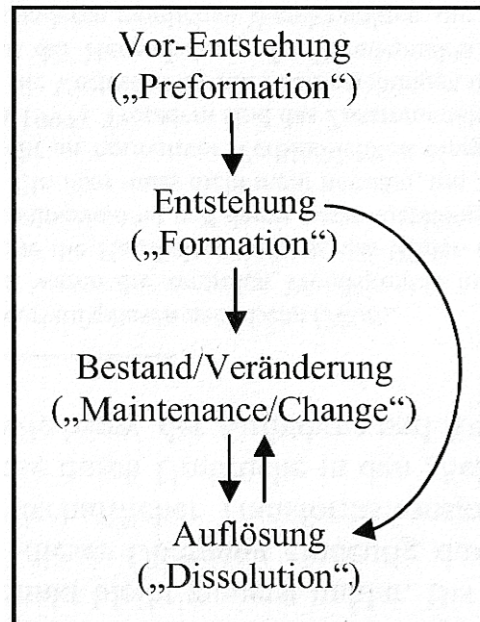 Vor-Entstehung
(„Preformation“)
Entstehung
(„Formation“)
Bestand/Veränderung
(„Maintenance/Change“)
Auflösung
(„Dissolution“)